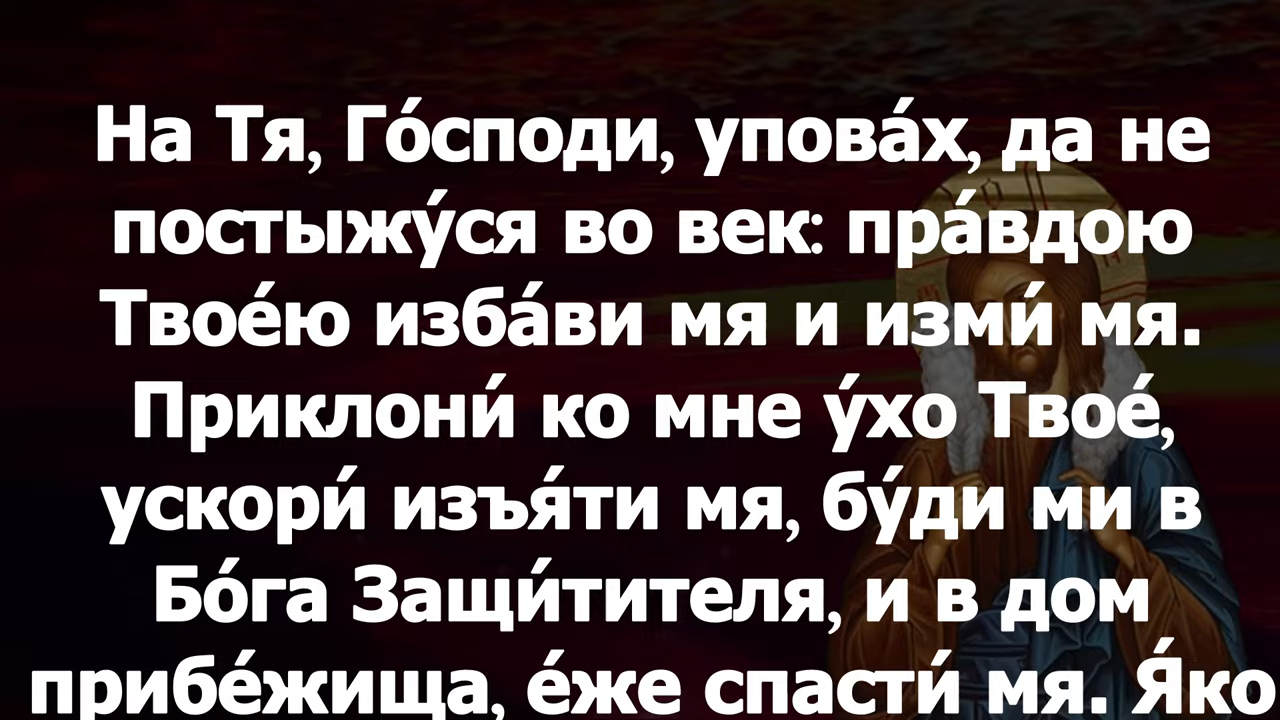 На Тя, Го́споди, упова́х, да не
постыжу́ся во век: пра́вдою
Твое́ю изба́ви мя и изми́ мя.
Приклони́ ко мне у́хо Твое́,
ускори́ изъя́ти мя, бу́ди ми в
Бо́га Защи́тителя, и в дом
прибе́жища, е́же спасти́ мя. Я́ко